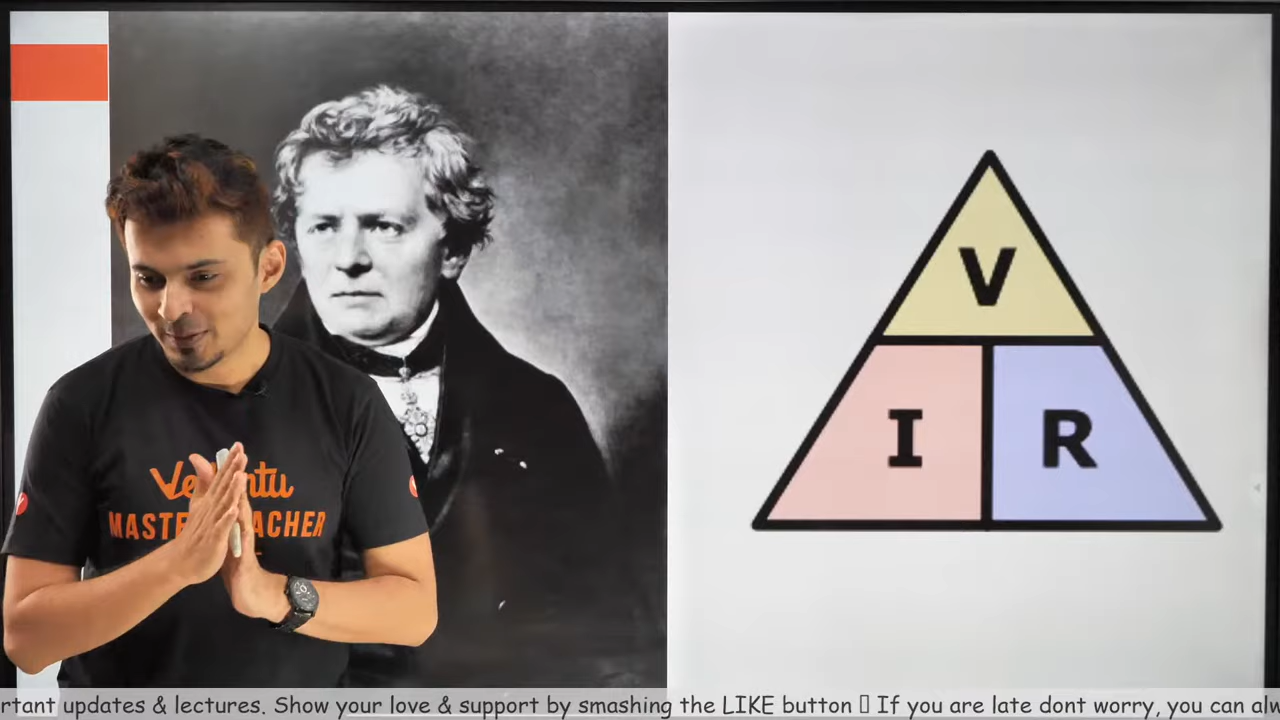 V
I R
rtant updates & lectures. Show your love & support by smashing the LIKE button ▯ If you are late dont worry, you can alw